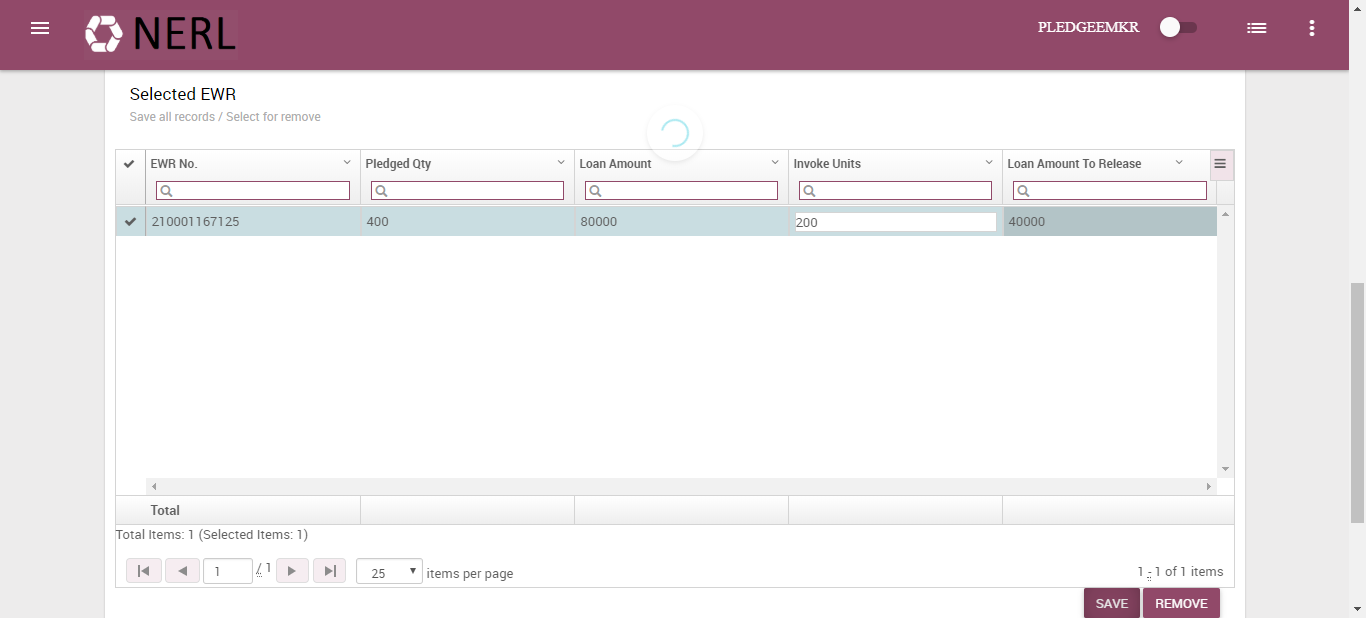 NERL
PLEDGEEMKR
Selected EWR
Save all records / Select for remove
EWR No. Pledged Qty Loan Amount Invoke Units Loan Amount To Release
210001167125 400 80000 200 40000
Total
Total Items: 1 (Selected Items: 1)
1 / 1 25 items per page 1 - 1 of 1 items
SAVE REMOVE